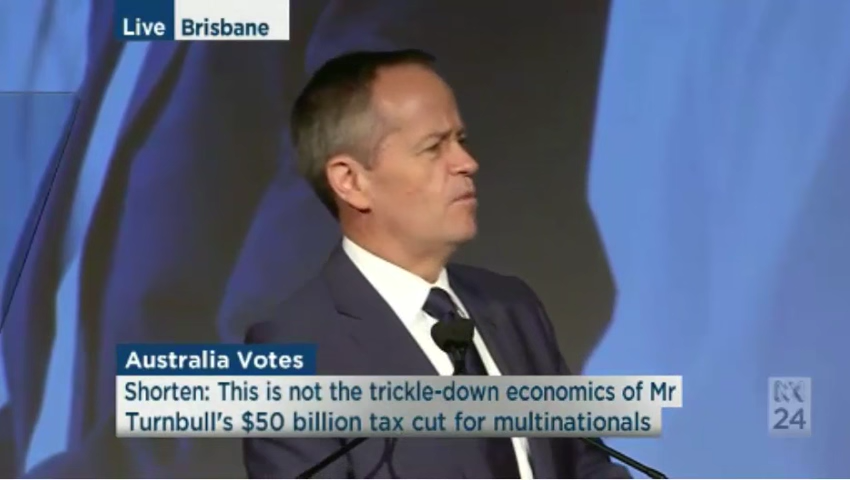 Live Brisbane
Australia Votes
Shorten: This is not the trickle-down economics of Mr
Turnbull's $50 billion tax cut for multinationals
24